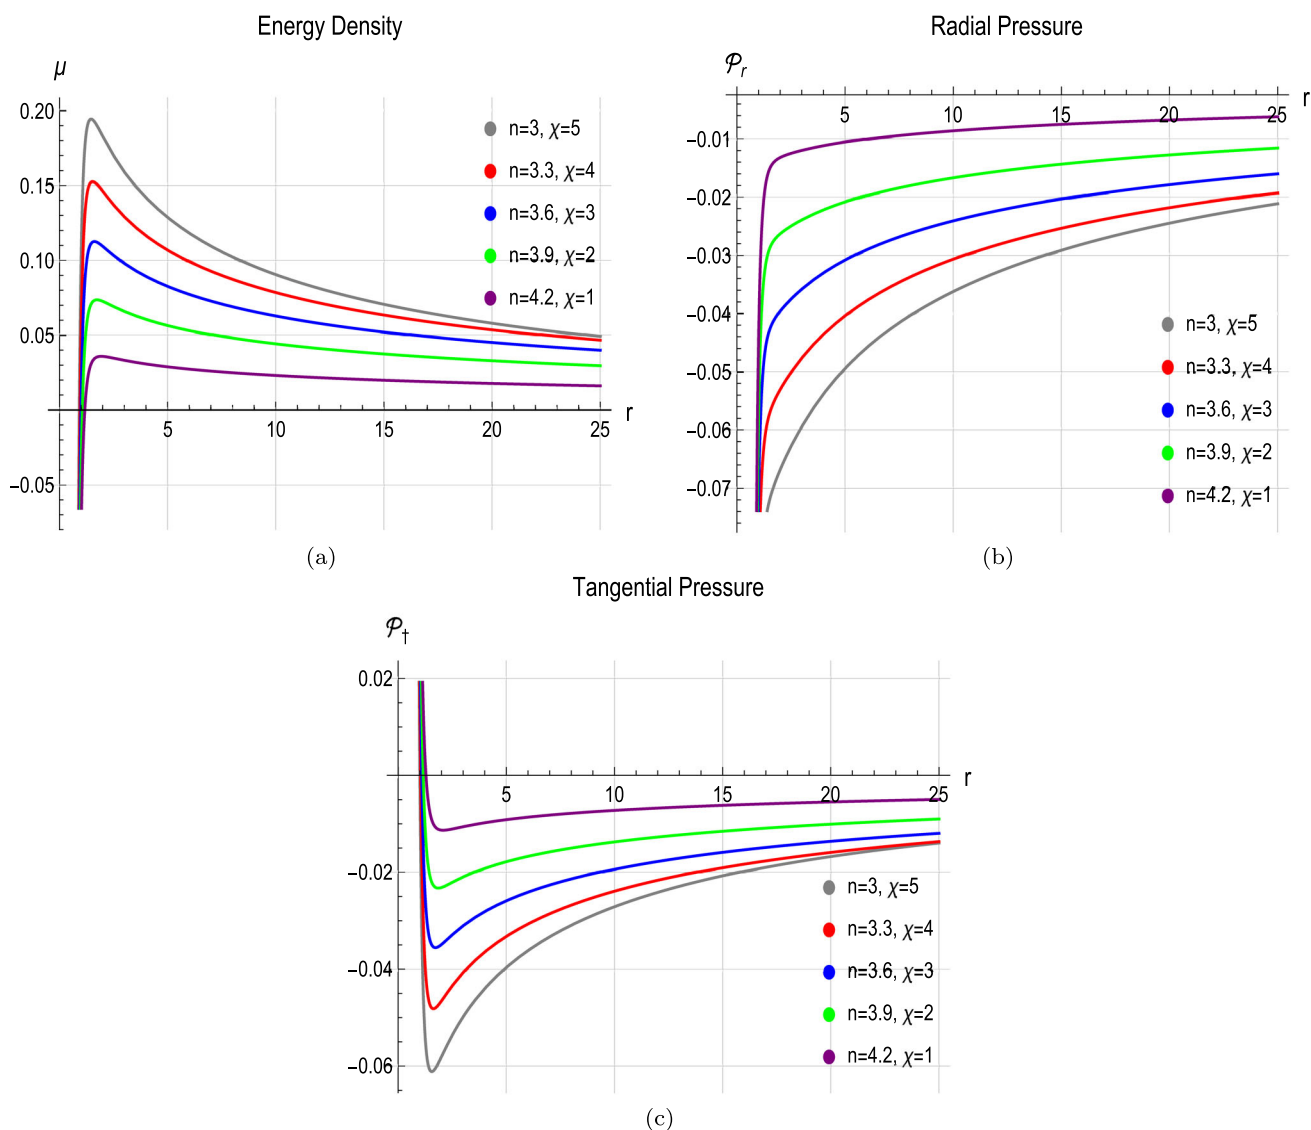 Energy Density
μ
0.20
0.15
0.10
0.05
−0.05
5
10
15
20
25
r
n=3, χ=5
n=3.3, χ=4
n=3.6, χ=3
n=3.9, χ=2
n=4.2, χ=1
(a)
Radial Pressure
𝒫r
5
10
15
20
25
r
−0.01
−0.02
−0.03
−0.04
−0.05
−0.06
−0.07
n=3, χ=5
n=3.3, χ=4
n=3.6, χ=3
n=3.9, χ=2
n=4.2, χ=1
(b)
Tangential Pressure
𝒫†
0.02
−0.02
−0.04
−0.06
5
10
15
20
25
r
n=3, χ=5
n=3.3, χ=4
n=3.6, χ=3
n=3.9, χ=2
n=4.2, χ=1
(c)